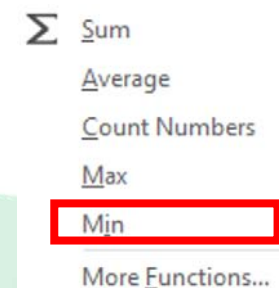 Σ Sum
Average
Count Numbers
Max
Min
More Functions...